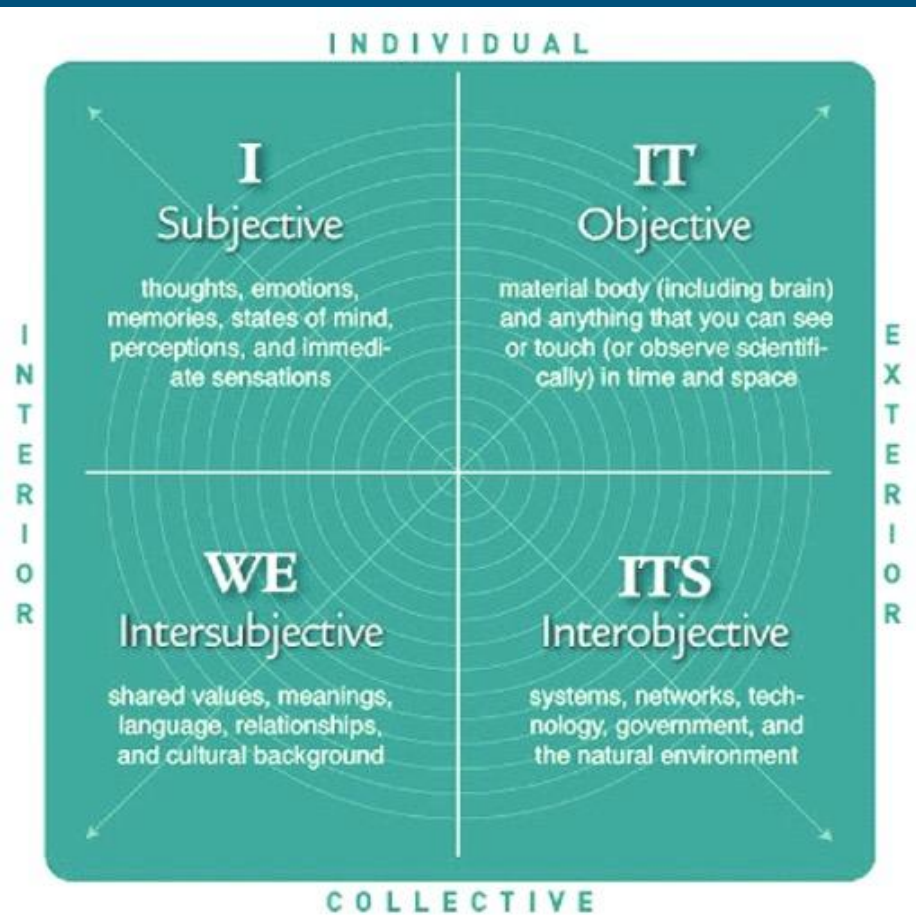 INDIVIDUAL
I
Subjective
thoughts, emotions,
memories, states of mind,
perceptions, and immedi-
ate sensations
IT
Objective
material body (including brain)
and anything that you can see
or touch (or observe scientifi-
cally) in time and space
INTERIOR
EXTERIOR
WE
Intersubjective
shared values, meanings,
language, relationships,
and cultural background
ITS
Interobjective
systems, networks, tech-
nology, government, and
the natural environment
COLLECTIVE